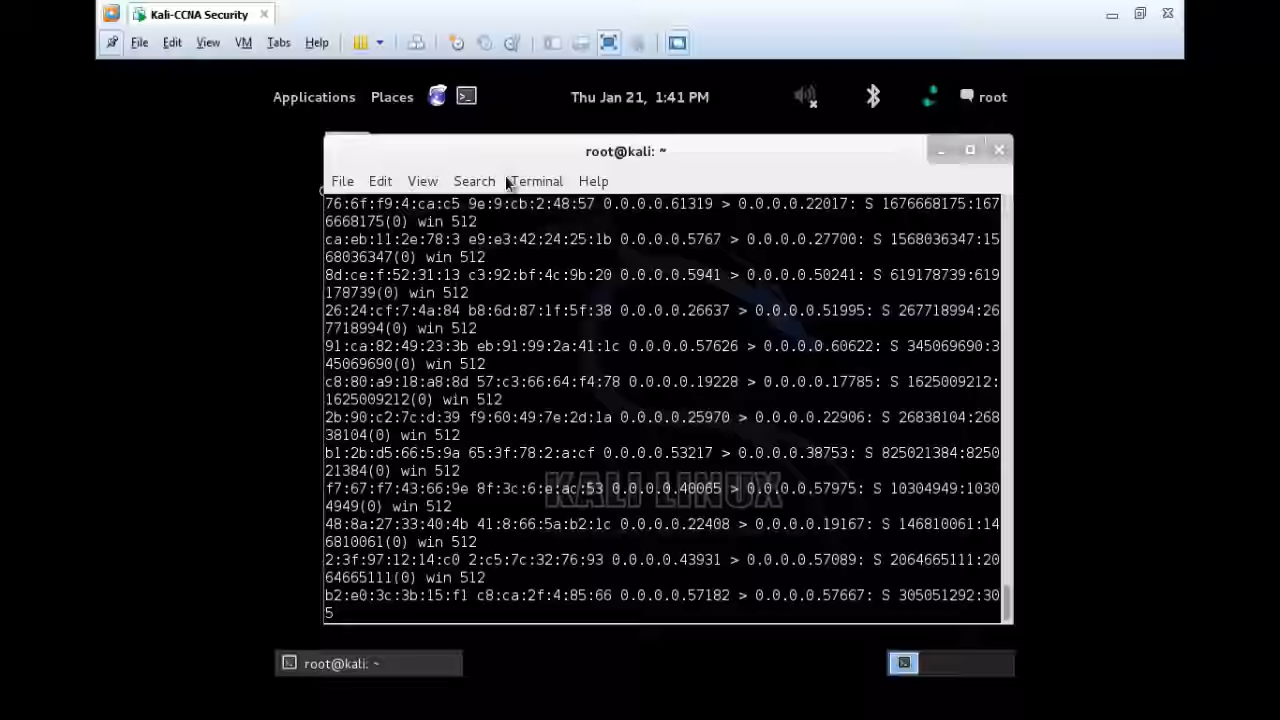 Kali-CCNA Security
File Edit View VM Tabs Help
Applications Places Thu Jan 21, 1:41 PM root
root@kali: ~
File Edit View Search Terminal Help
76:6f:f9:4:ca:c5 9e:9:cb:2:48:57 0.0.0.0.61319 > 0.0.0.0.22017: S 1676668175:167
6668175(0) win 512
ca:eb:11:2e:78:3 e9:e3:42:24:25:1b 0.0.0.0.5767 > 0.0.0.0.27700: S 1568036347:15
68036347(0) win 512
8d:ce:f:52:31:13 c3:92:bf:4c:9b:20 0.0.0.0.5941 > 0.0.0.0.50241: S 619178739:619
178739(0) win 512
26:24:cf:7:4a:84 b8:6d:87:1f:5f:38 0.0.0.0.26637 > 0.0.0.0.51995: S 267718994:26
7718994(0) win 512
91:ca:82:49:23:3b eb:91:99:2a:41:1c 0.0.0.0.57626 > 0.0.0.0.60622: S 345069690:3
45069690(0) win 512
c8:80:a9:18:a8:8d 57:c3:66:64:f4:78 0.0.0.0.19228 > 0.0.0.0.17785: S 1625009212:
1625009212(0) win 512
2b:90:c2:7c:d:39 f9:60:49:7e:2d:1a 0.0.0.0.25970 > 0.0.0.0.22906: S 26838104:268
38104(0) win 512
b1:2b:d5:66:5:9a 65:3f:78:2:a:cf 0.0.0.0.53217 > 0.0.0.0.38753: S 825021384:8250
21384(0) win 512
f7:67:f7:43:66:9e 8f:3c:6:e:ac:53 0.0.0.0.40065 > 0.0.0.0.57975: S 10304949:1030
4949(0) win 512
KALI LINUX
48:8a:27:33:40:4b 41:8:66:5a:b2:1c 0.0.0.0.22408 > 0.0.0.0.19167: S 146810061:14
6810061(0) win 512
2:3f:97:12:14:c0 2:c5:7c:32:76:93 0.0.0.0.43931 > 0.0.0.0.57089: S 2064665111:20
64665111(0) win 512
b2:e0:3c:3b:15:f1 c8:ca:2f:4:85:66 0.0.0.0.57182 > 0.0.0.0.57667: S 305051292:30
5
root@kali: ~